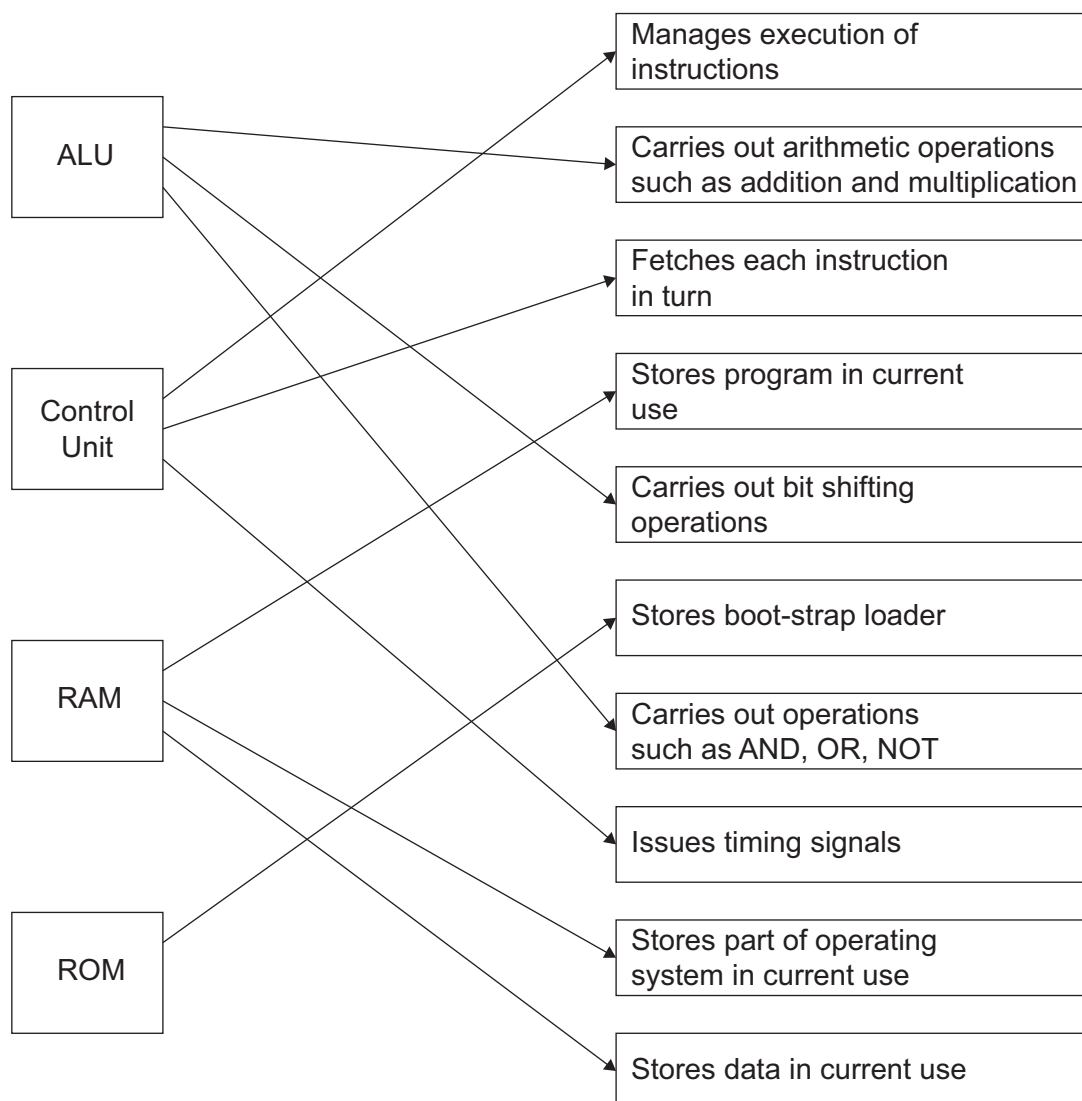 ALU
Control
Unit
RAM
ROM
Manages execution of
instructions
Carries out arithmetic operations
such as addition and multiplication
Fetches each instruction
in turn
Stores program in current
use
Carries out bit shifting
operations
Stores boot-strap loader
Carries out operations
such as AND, OR, NOT
Issues timing signals
Stores part of operating
system in current use
Stores data in current use